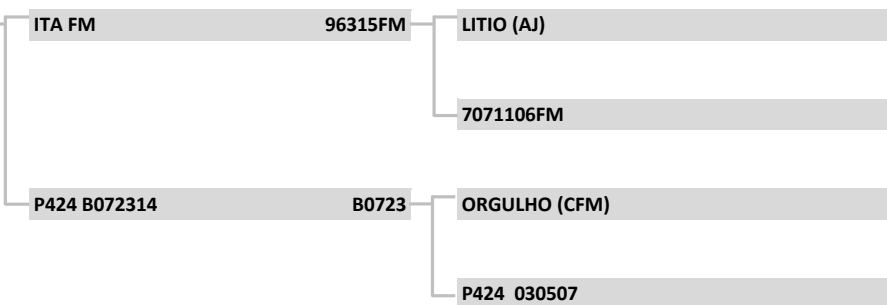 ITA FM 96315FM LITIO (AJ)
7071106FM
P424 B072314 B0723 ORGULHO (CFM)
P424 030507